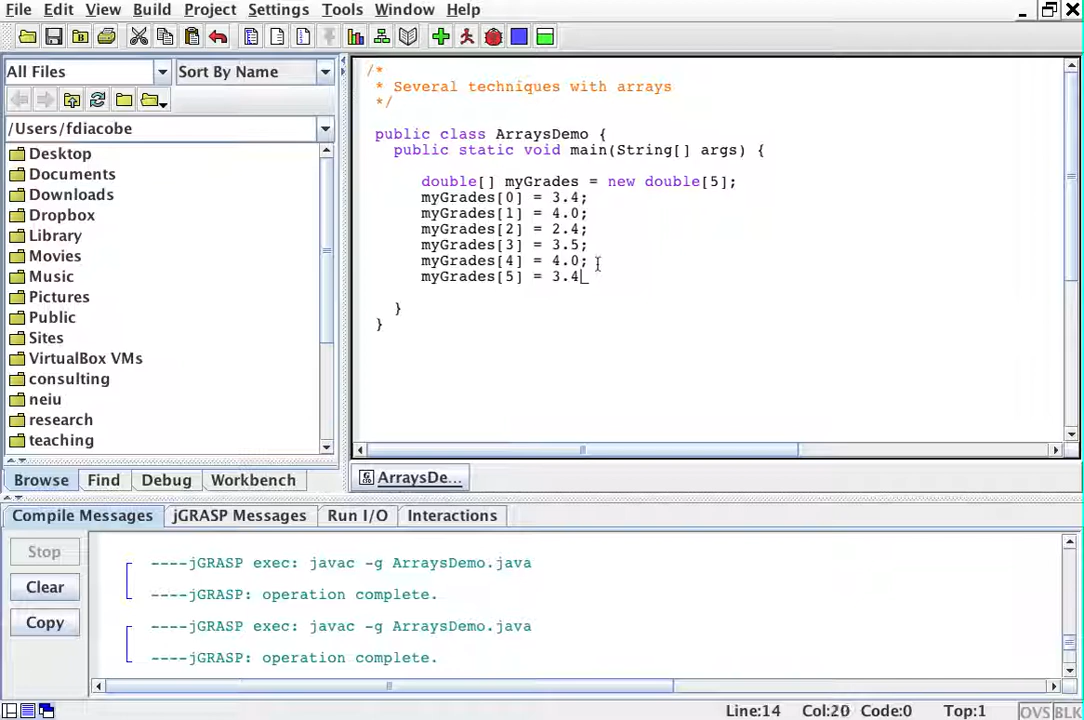 File Edit View Build Project Settings Tools Window Help
All Files
Sort By Name
/Users/fdiacobe
Desktop
Documents
Downloads
Dropbox
Library
Movies
Music
Pictures
Public
Sites
VirtualBox VMs
consulting
neiu
research
teaching
Browse Find Debug Workbench
/*
* Several techniques with arrays
*/
public class ArraysDemo {
public static void main(String[] args) {
double[] myGrades = new double[5];
myGrades[0] = 3.4;
myGrades[1] = 4.0;
myGrades[2] = 2.4;
myGrades[3] = 3.5;
myGrades[4] = 4.0;
myGrades[5] = 3.4
}
}
ArraysDe...
Compile Messages jGRASP Messages Run I/O Interactions
Stop
Clear
Copy
----jGRASP exec: javac -g ArraysDemo.java
----jGRASP: operation complete.
----jGRASP exec: javac -g ArraysDemo.java
----jGRASP: operation complete.
Line:14 Col:20 Code:0 Top:1 OVS BLK